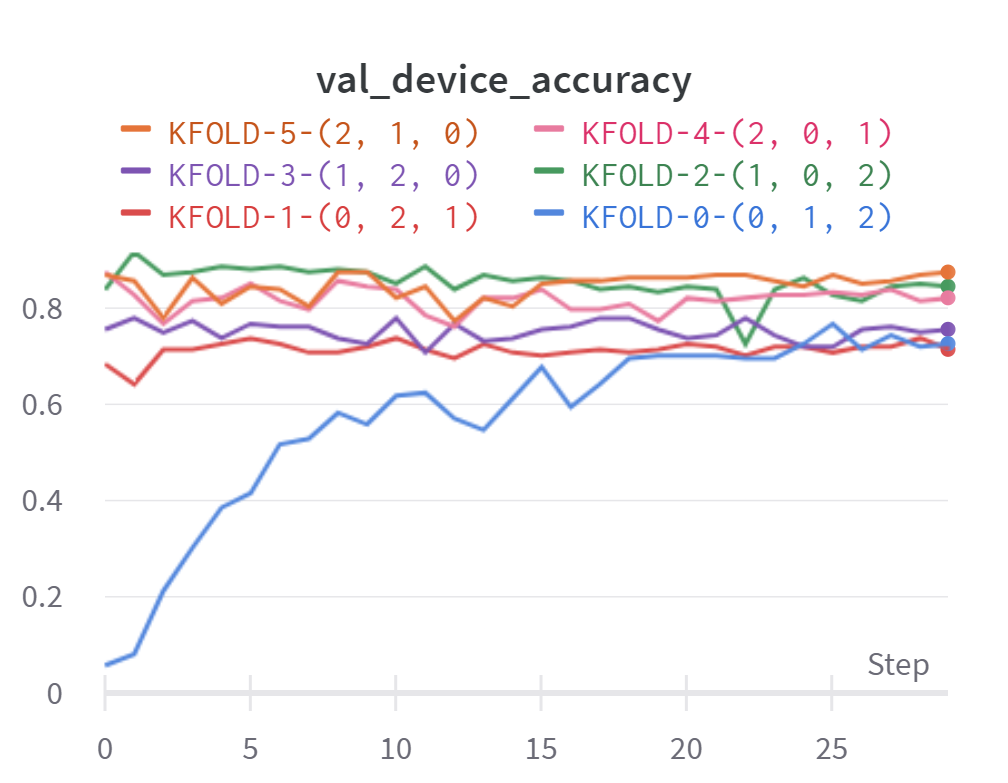 val_device_accuracy
KFOLD-5-(2, 1, 0) KFOLD-4-(2, 0, 1)
KFOLD-3-(1, 2, 0) KFOLD-2-(1, 0, 2)
KFOLD-1-(0, 2, 1) KFOLD-0-(0, 1, 2)
0.8
0.6
0.4
0.2
Step
0
0 5 10 15 20 25